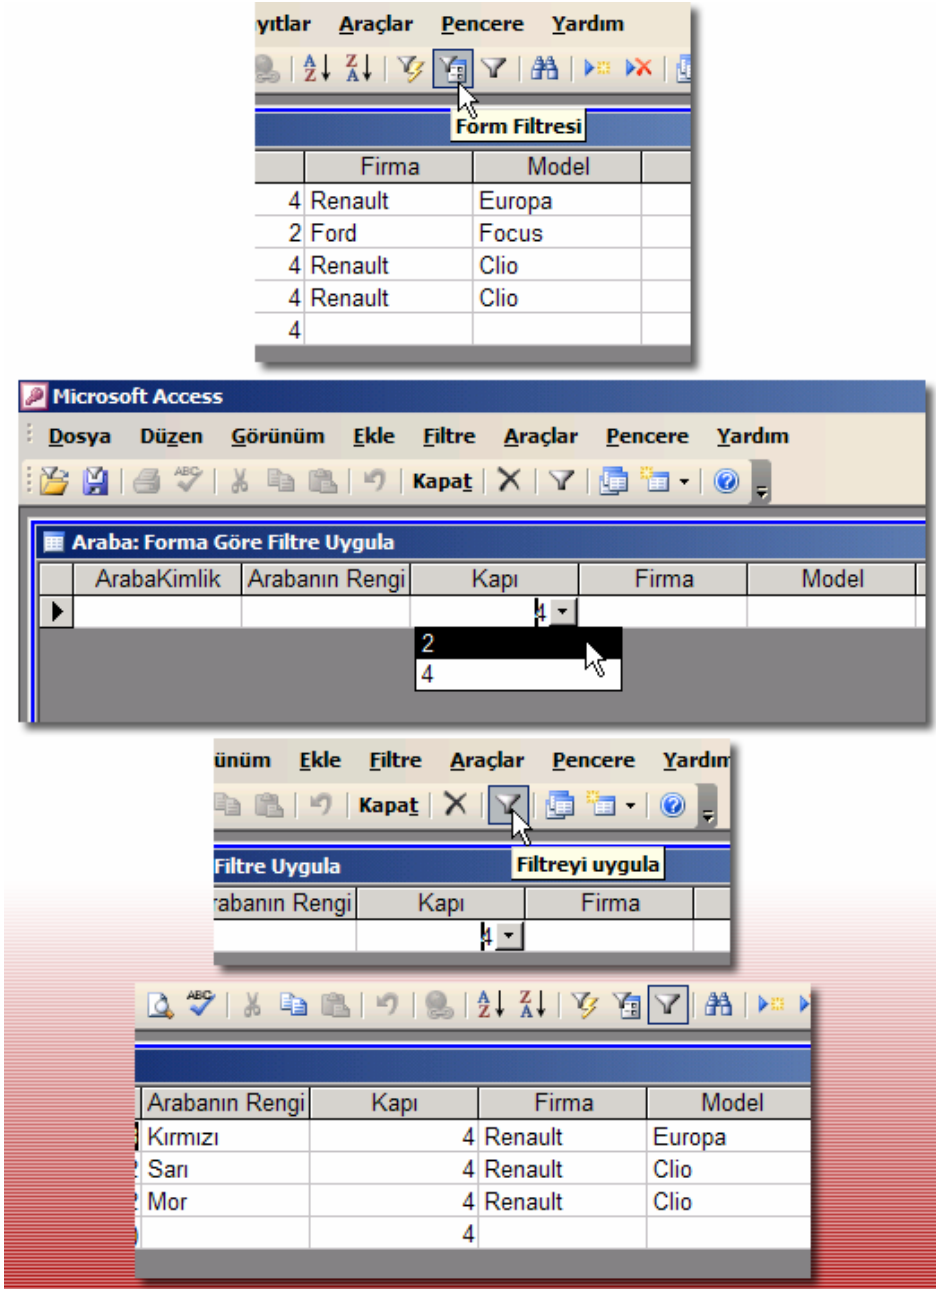 yıtlar Araçlar Pencere Yardım
Form Filtresi
Firma Model
4 Renault Europa
2 Ford Focus
4 Renault Clio
4 Renault Clio
4
Microsoft Access
Dosya Düzen Görünüm Ekle Filtre Araçlar Pencere Yardım
Kapat
Araba: Forma Göre Filtre Uygula
ArabaKimlik Arabanın Rengi Kapı Firma Model
4
2
4
ünüm Ekle Filtre Araçlar Pencere Yardım
Kapat
Filtreyi uygula
Filtre Uygula
rabanın Rengi Kapı Firma
4
Arabanın Rengi Kapı Firma Model
Kırmızı 4 Renault Europa
Sarı 4 Renault Clio
Mor 4 Renault Clio
4